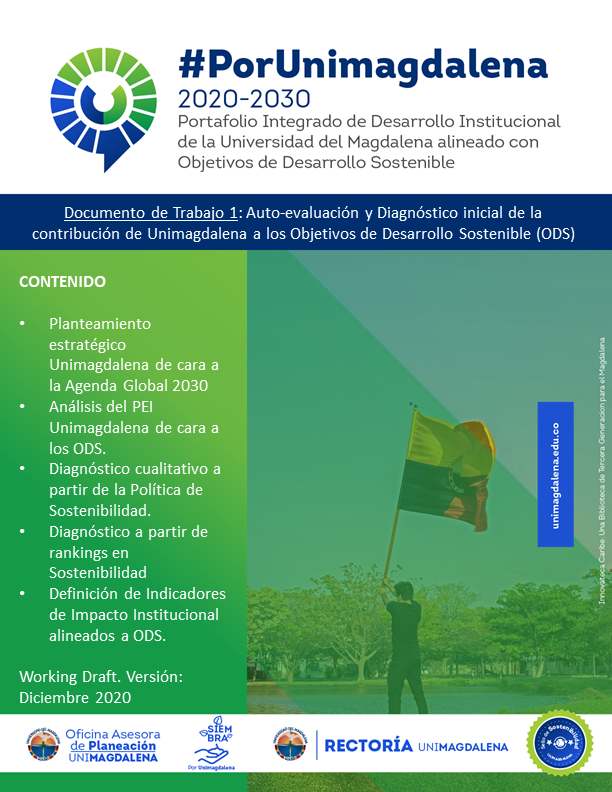 #PorUnimagdalena
2020-2030
Portafolio Integrado de Desarrollo Institucional
de la Universidad del Magdalena alineado con
Objetivos de Desarrollo Sostenible
Documento de Trabajo 1: Auto-evaluación y Diagnóstico inicial de la
contribución de Unimagdalena a los Objetivos de Desarrollo Sostenible (ODS)
CONTENIDO
• Planteamiento
estratégico
Unimagdalena de cara a
la Agenda Global 2030
• Análisis del PEI
Unimagdalena de cara a
los ODS.
• Diagnóstico cualitativo a
partir de la Política de
Sostenibilidad.
• Diagnóstico a partir de
rankings en
Sostenibilidad
• Definición de Indicadores
de Impacto Institucional
alineados a ODS.
Working Draft. Versión:
Diciembre 2020
unimagdalena.edu.co
Innovateca Caribe: Una Biblioteca de Tercera Generacion para el Magdalena
Oficina Asesora
de Planeación
UNIMAGDALENA
SIEM
BRA
Por Unimagdalena
RECTORÍA UNIMAGDALENA
Sello de Sostenibilidad